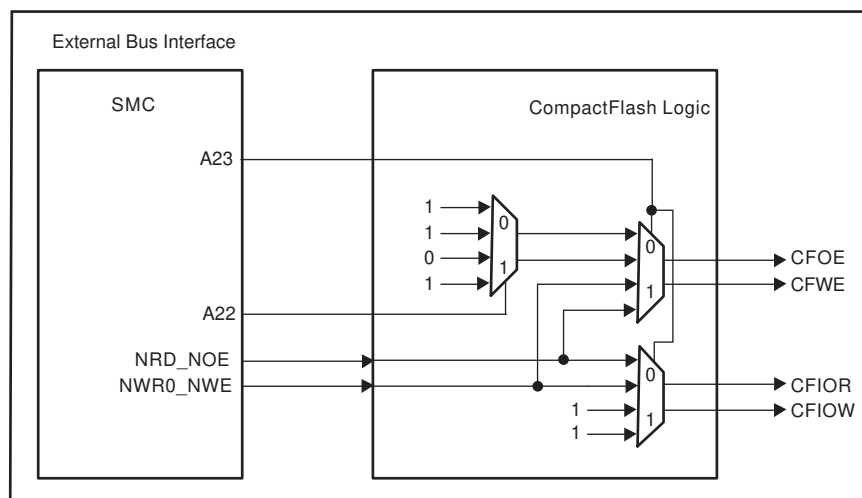 External Bus Interface
SMC
CompactFlash Logic
A23
1
1
0
1
0
1
A22
0
1
CFOE
CFWE
NRD_NOE
NWR0_NWE
0
1
1
1
CFIOR
CFIOW